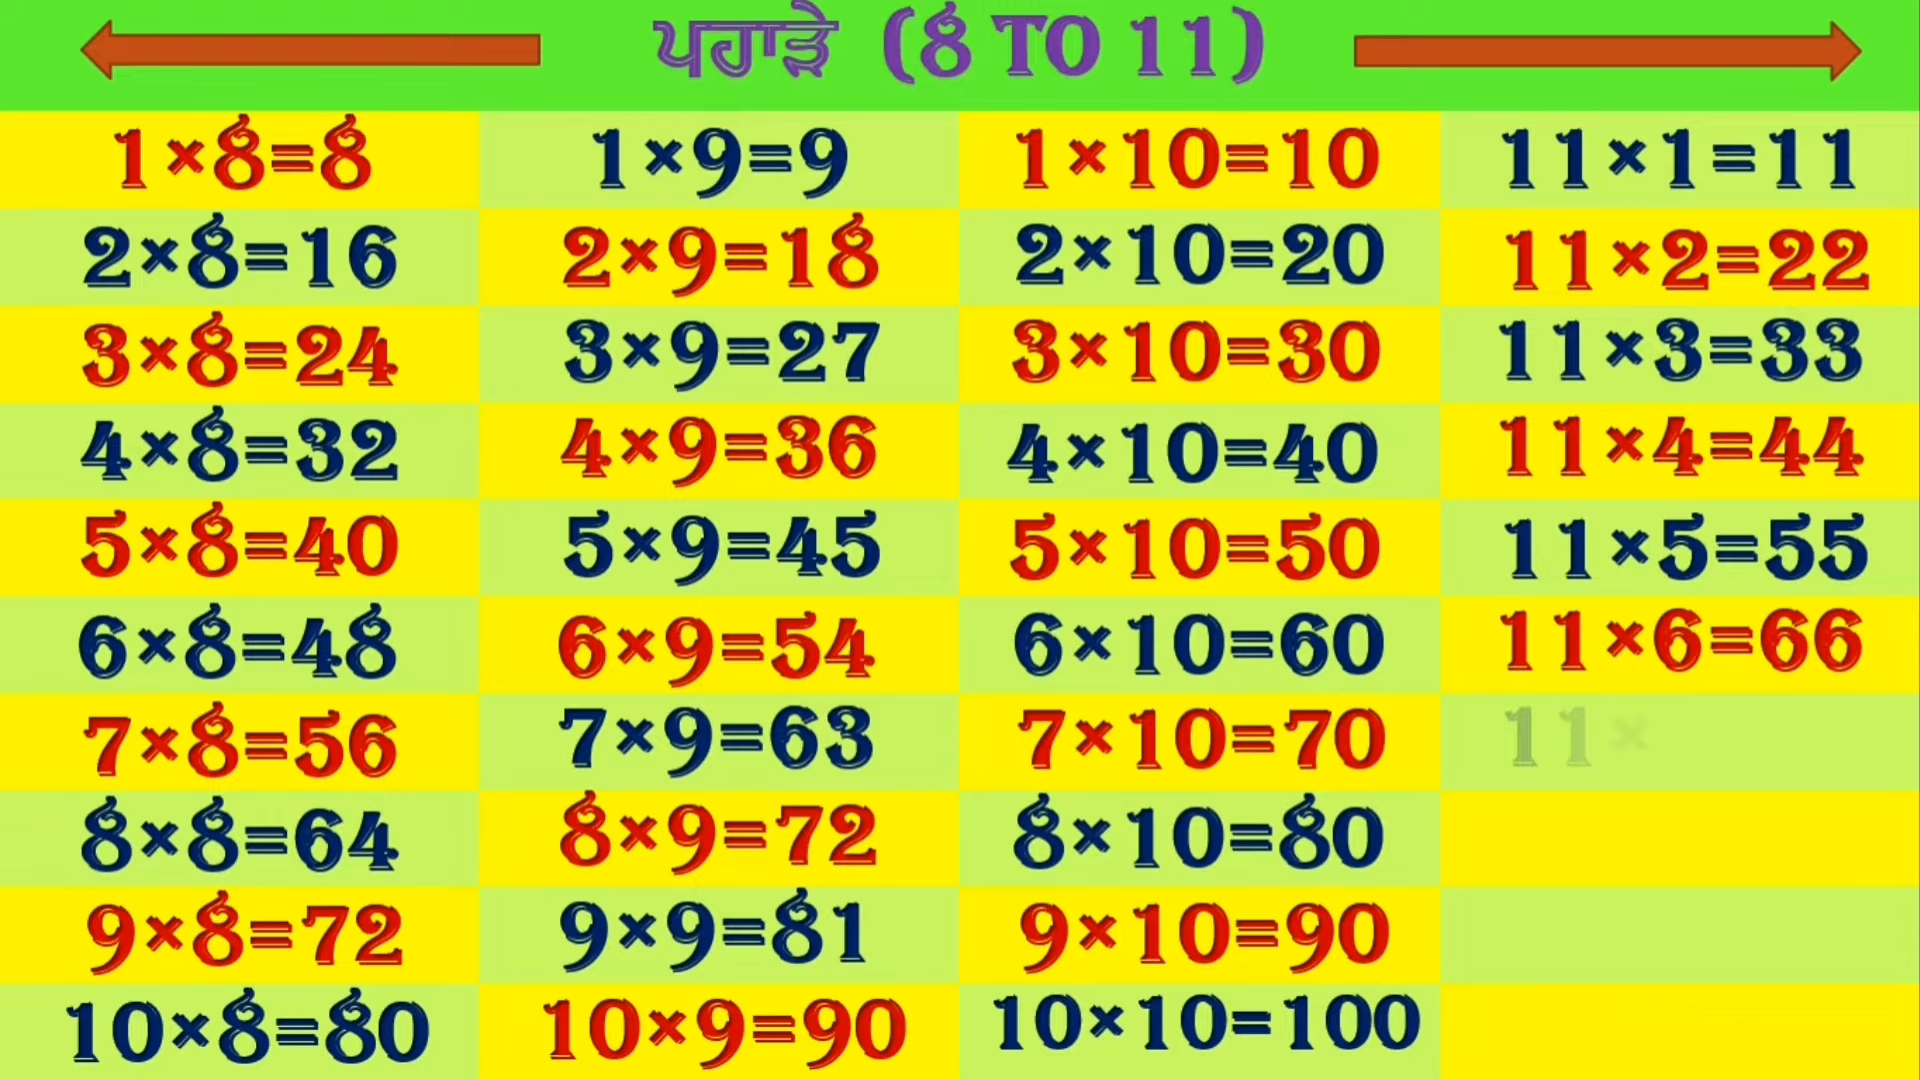 ਪਹਾੜੇ (8 TO 11)
1×8=8 1×9=9 1×10=10 11×1=11
2×8=16 2×9=18 2×10=20 11×2=22
3×8=24 3×9=27 3×10=30 11×3=33
4×8=32 4×9=36 4×10=40 11×4=44
5×8=40 5×9=45 5×10=50 11×5=55
6×8=48 6×9=54 6×10=60 11×6=66
7×8=56 7×9=63 7×10=70 11×
8×8=64 8×9=72 8×10=80
9×8=72 9×9=81 9×10=90
10×8=80 10×9=90 10×10=100